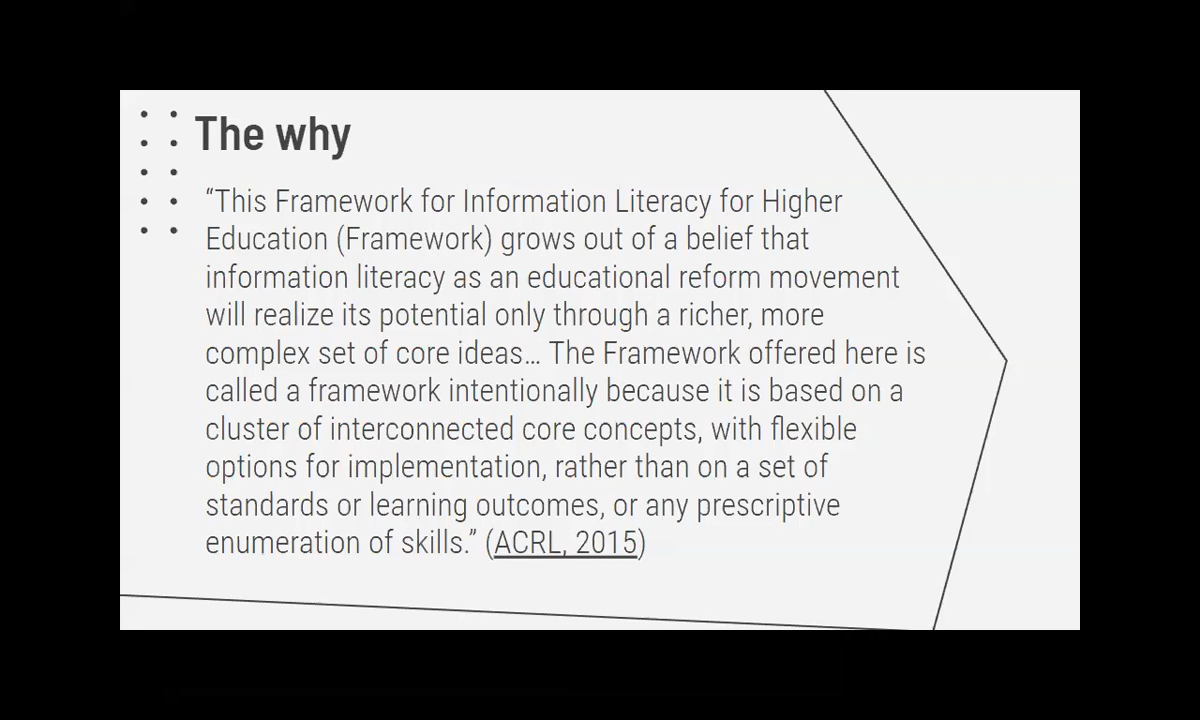 The why
“This Framework for Information Literacy for Higher
Education (Framework) grows out of a belief that
information literacy as an educational reform movement
will realize its potential only through a richer, more
complex set of core ideas… The Framework offered here is
called a framework intentionally because it is based on a
cluster of interconnected core concepts, with flexible
options for implementation, rather than on a set of
standards or learning outcomes, or any prescriptive
enumeration of skills.” (ACRL, 2015)